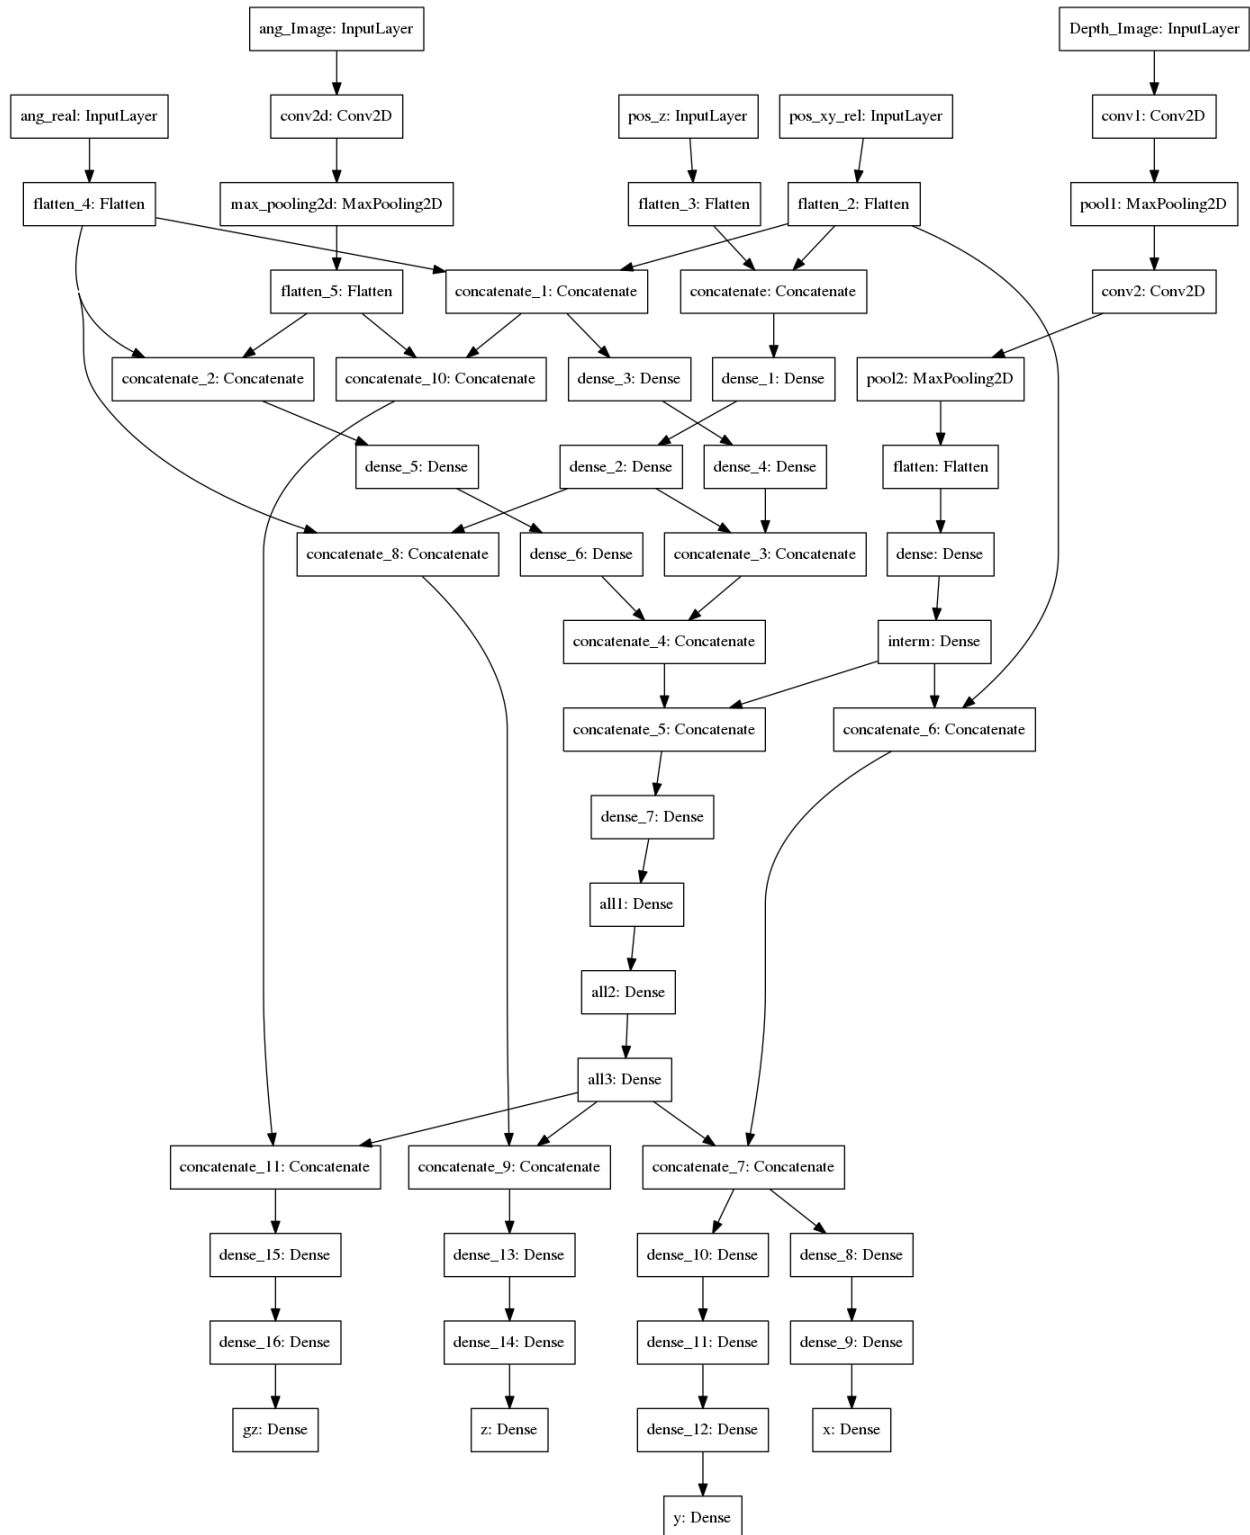 ang_Image: InputLayer
Depth_Image: InputLayer
ang_real: InputLayer
conv2d: Conv2D
pos_z: InputLayer
pos_xy_rel: InputLayer
conv1: Conv2D
flatten_4: Flatten
max_pooling2d: MaxPooling2D
flatten_3: Flatten
flatten_2: Flatten
pool1: MaxPooling2D
flatten_5: Flatten
concatenate_1: Concatenate
concatenate: Concatenate
conv2: Conv2D
concatenate_2: Concatenate
concatenate_10: Concatenate
dense_3: Dense
dense_1: Dense
pool2: MaxPooling2D
dense_5: Dense
dense_2: Dense
dense_4: Dense
flatten: Flatten
concatenate_8: Concatenate
dense_6: Dense
concatenate_3: Concatenate
dense: Dense
concatenate_4: Concatenate
interm: Dense
concatenate_5: Concatenate
concatenate_6: Concatenate
dense_7: Dense
all1: Dense
all2: Dense
all3: Dense
concatenate_11: Concatenate
concatenate_9: Concatenate
concatenate_7: Concatenate
dense_15: Dense
dense_13: Dense
dense_10: Dense
dense_8: Dense
dense_16: Dense
dense_14: Dense
dense_11: Dense
dense_9: Dense
gz: Dense
z: Dense
dense_12: Dense
x: Dense
y: Dense